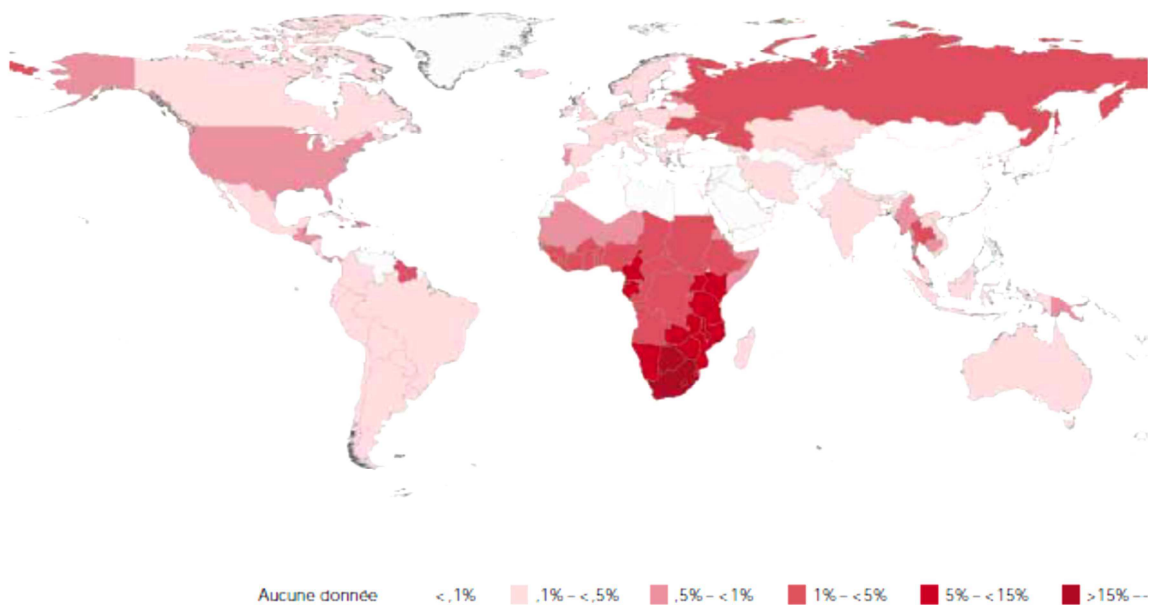 Aucune donnée < ,1% ,1% – < ,5% ,5% – < 1% 1% – < 5% 5% – < 15% >15% – -